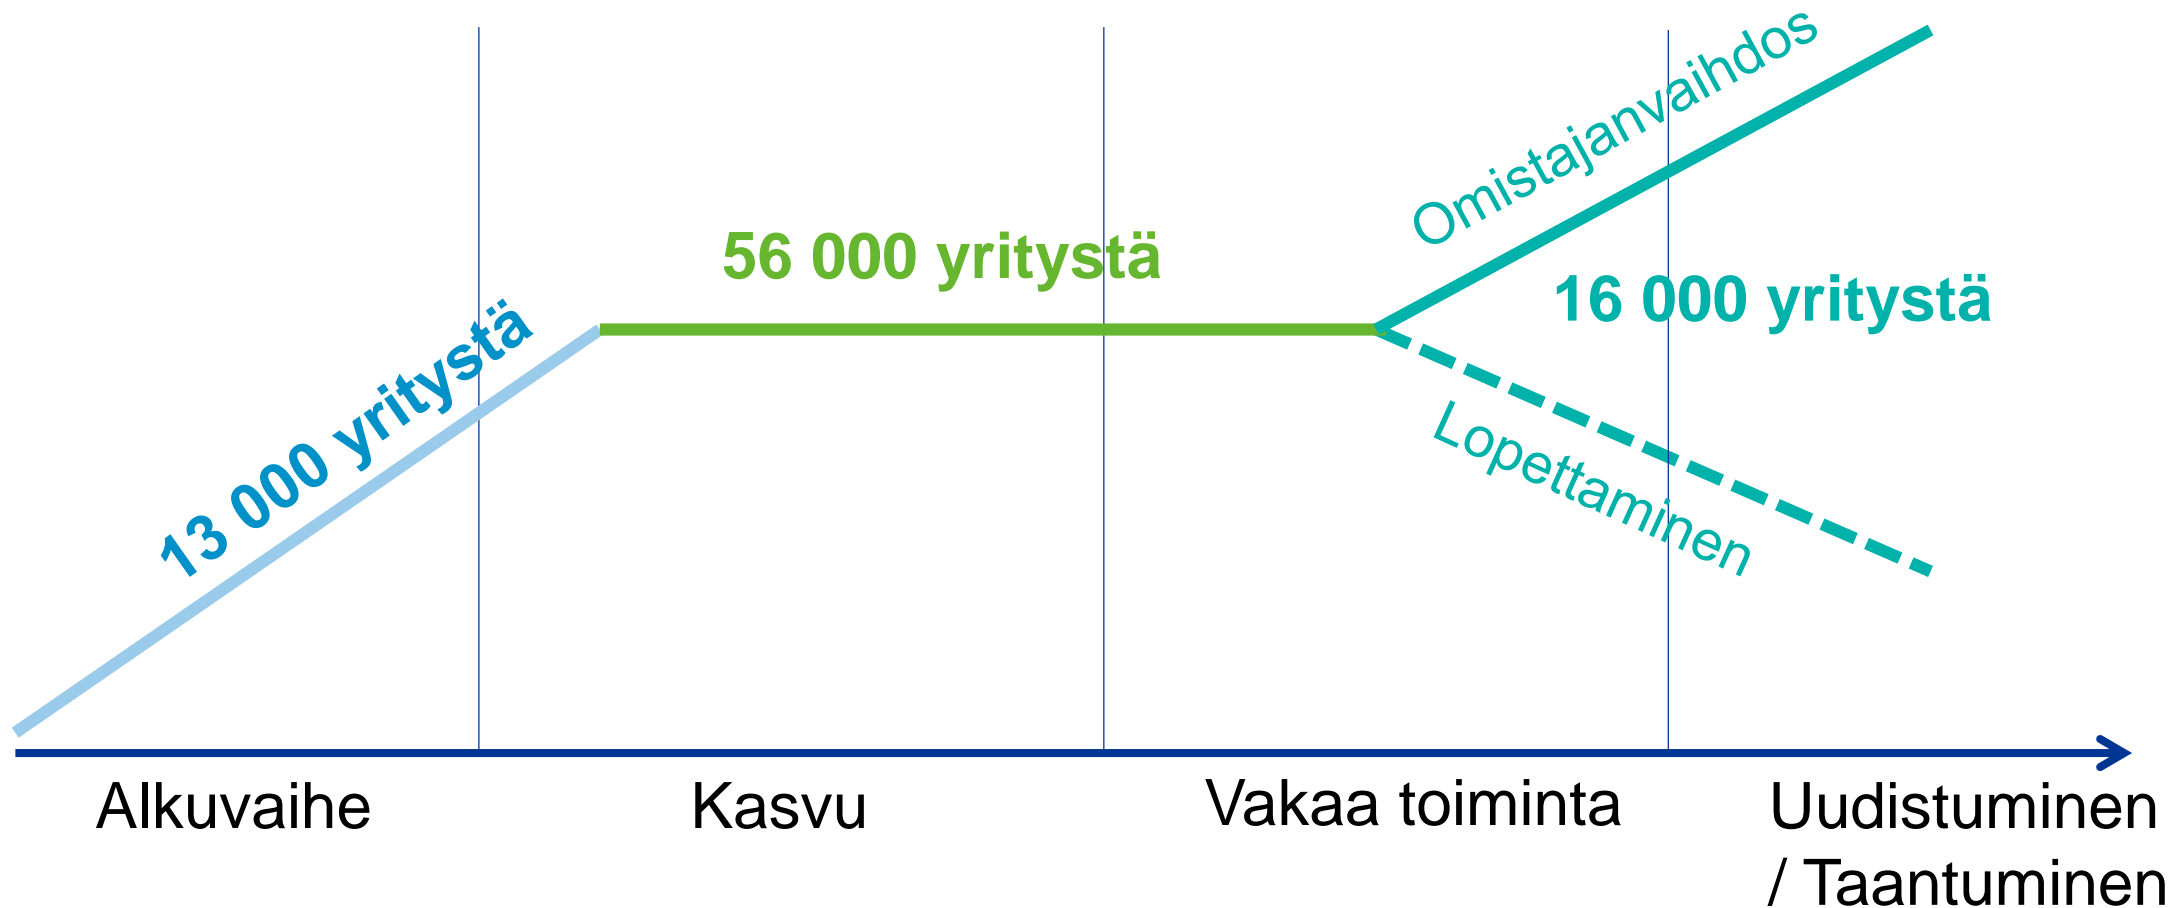 Omistajanvaihdos
56 000 yritystä
16 000 yritystä
13 000 yritystä
Lopettaminen
Alkuvaihe
Kasvu
Vakaa toiminta
Uudistuminen
/ Taantuminen